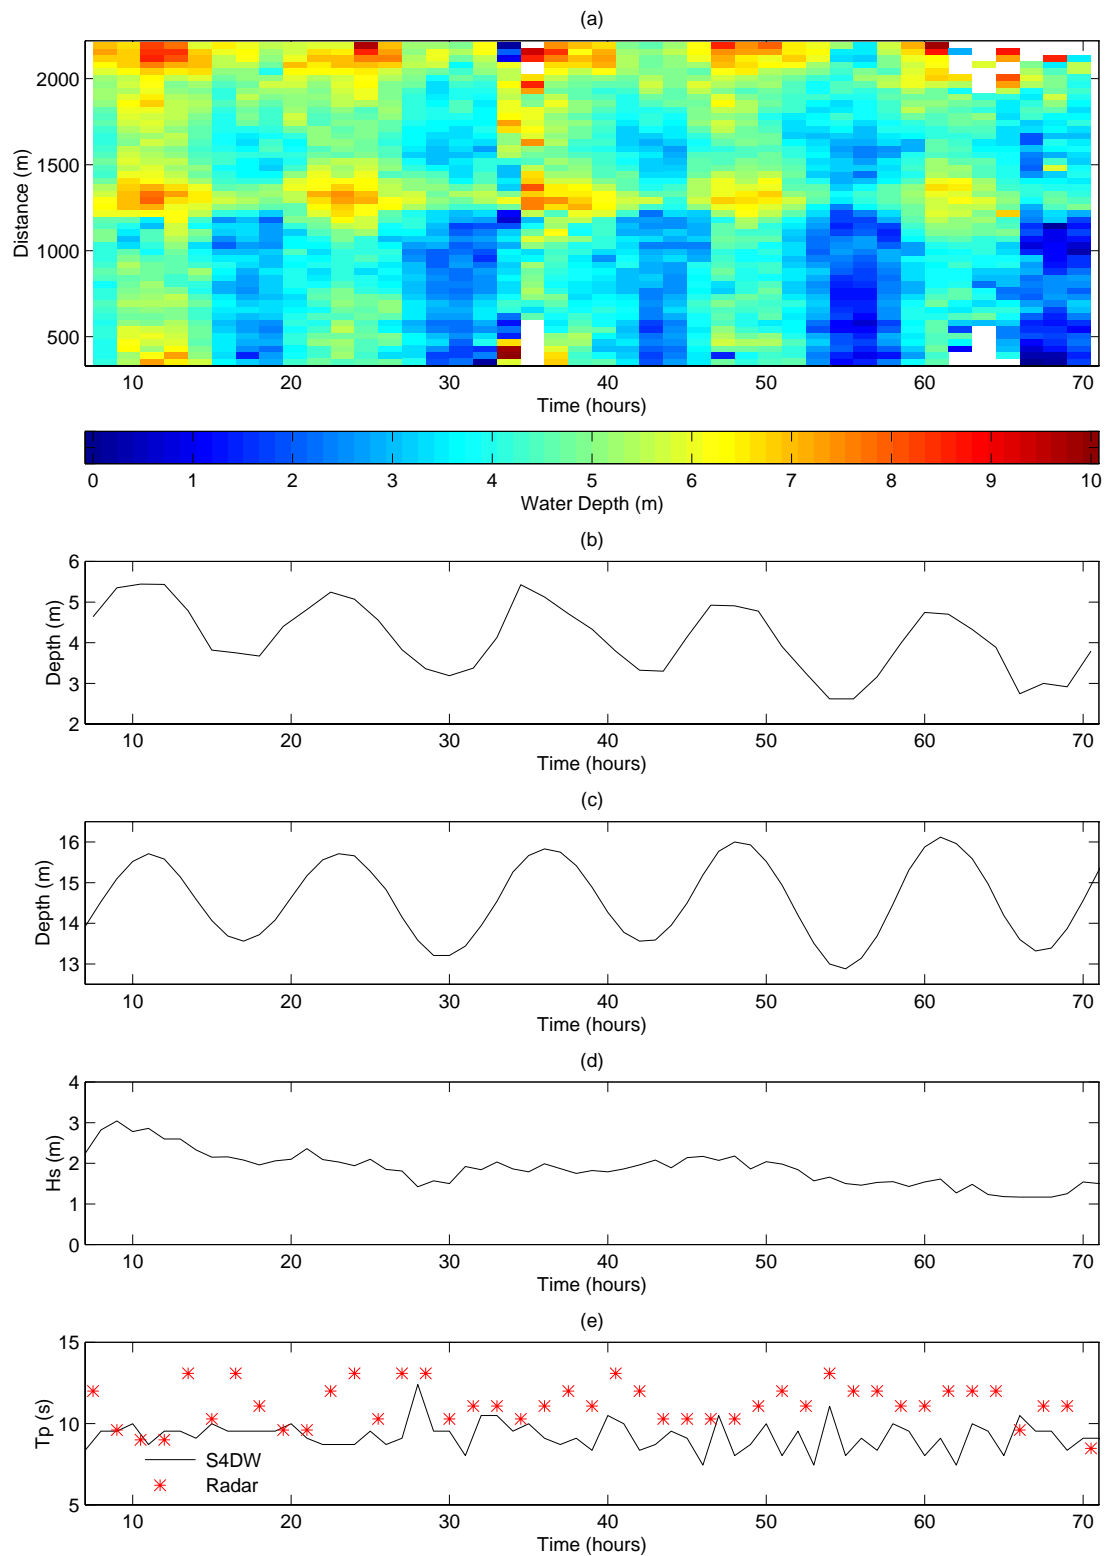 (a)
2000
1500
1000
500
Distance (m)
10 20 30 40 50 60 70
Time (hours)
0 1 2 3 4 5 6 7 8 9 10
Water Depth (m)
(b)
6
5
4
3
2
Depth (m)
10 20 30 40 50 60 70
Time (hours)
(c)
16
15
14
13
Depth (m)
10 20 30 40 50 60 70
Time (hours)
(d)
4
3
2
1
0
Hs (m)
10 20 30 40 50 60 70
Time (hours)
(e)
15
10
5
Tp (s)
S4DW
Radar
10 20 30 40 50 60 70
Time (hours)